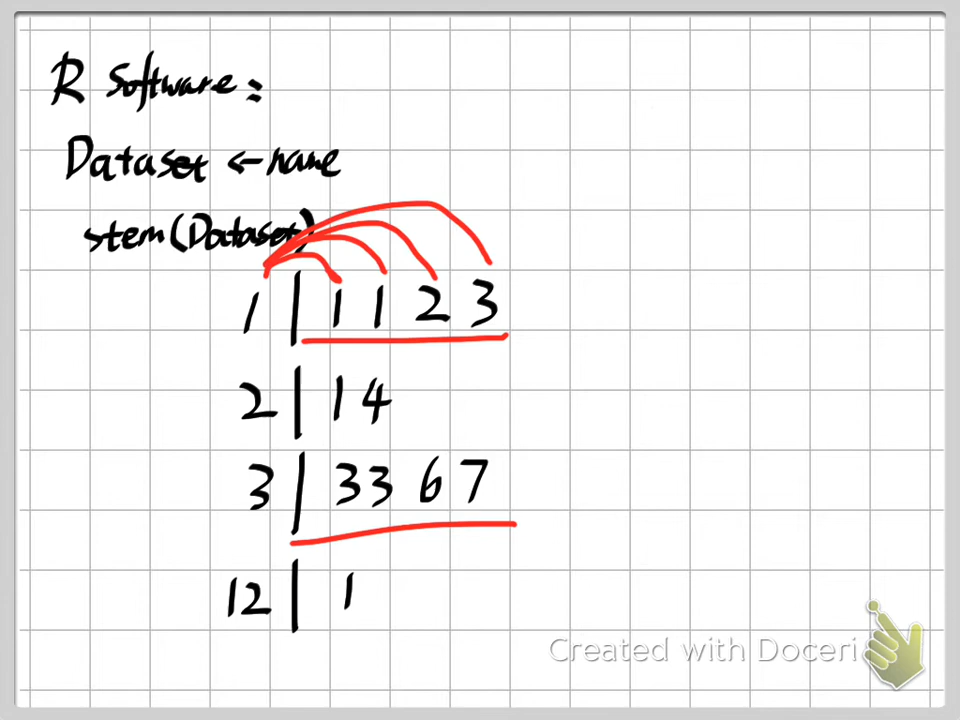 R Software:
Dataset ← name
stem(Dataset)
1 | 1 1 2 3
2 | 1 4
3 | 3 3 6 7
12 | 1
Created with Doceri